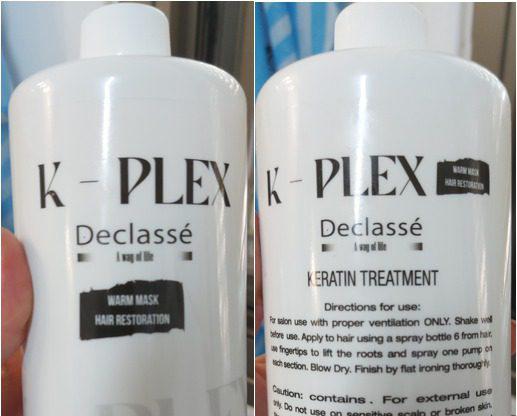 K - PLEX
Declassé
A way of life
WARM MASK
HAIR RESTORATION
K - PLEX
WARM MASK
HAIR RESTORATION
Declassé
A way of life
KERATIN TREATMENT
Directions for use:
For salon use with proper ventilation ONLY. Shake well
before use. Apply to hair using a spray bottle 6 from hair,
use fingertips to lift the roots and spray one pump on
each section. Blow Dry. Finish by flat ironing thoroughly.
Caution: contains . For external use
only. Do not use on sensitive scalp or broken skin.